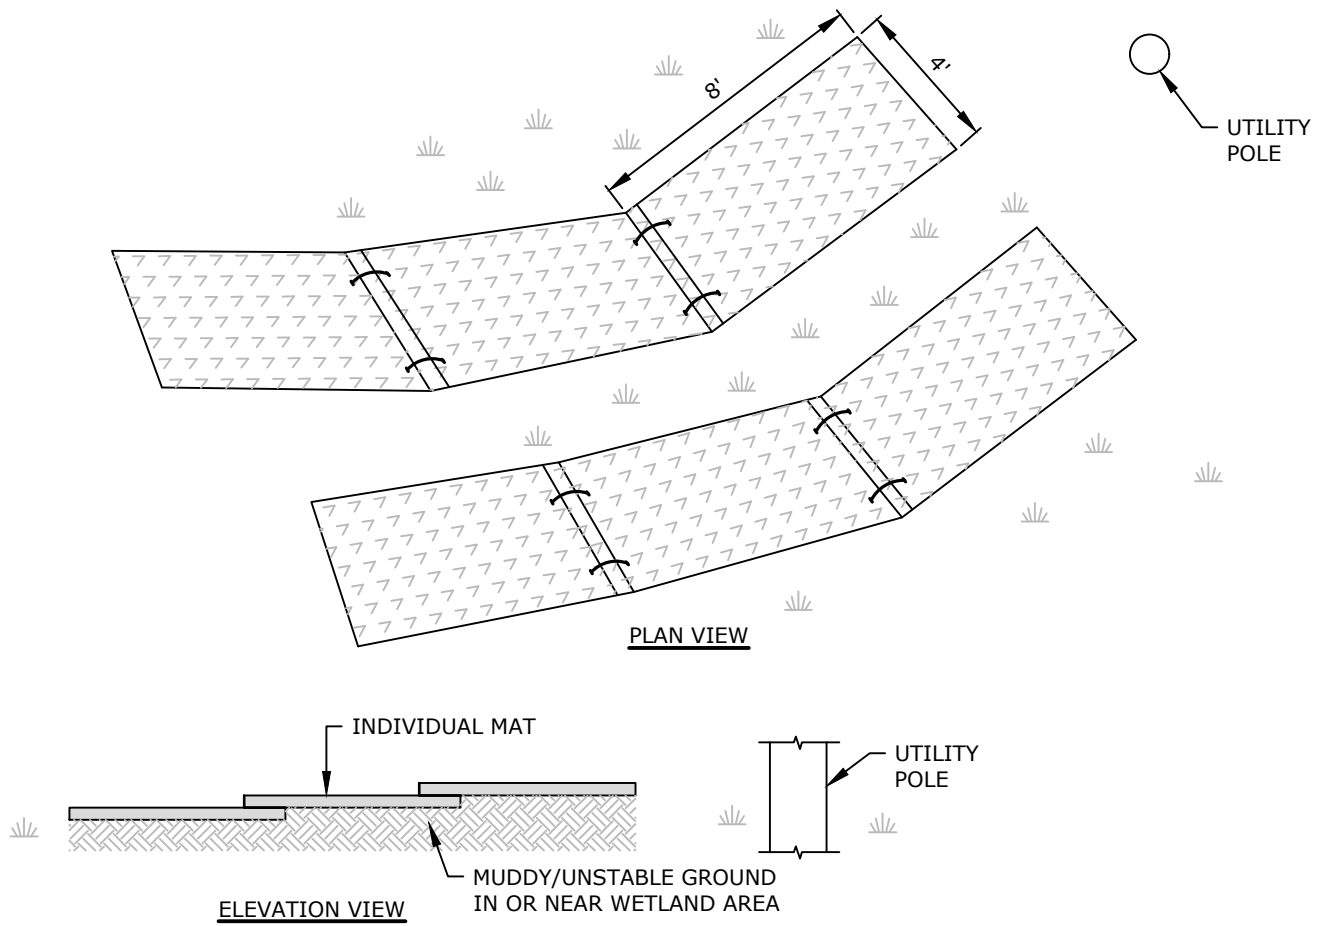 8'
4'
UTILITY
POLE
PLAN VIEW
INDIVIDUAL MAT
UTILITY
POLE
MUDDY/UNSTABLE GROUND
IN OR NEAR WETLAND AREA
ELEVATION VIEW